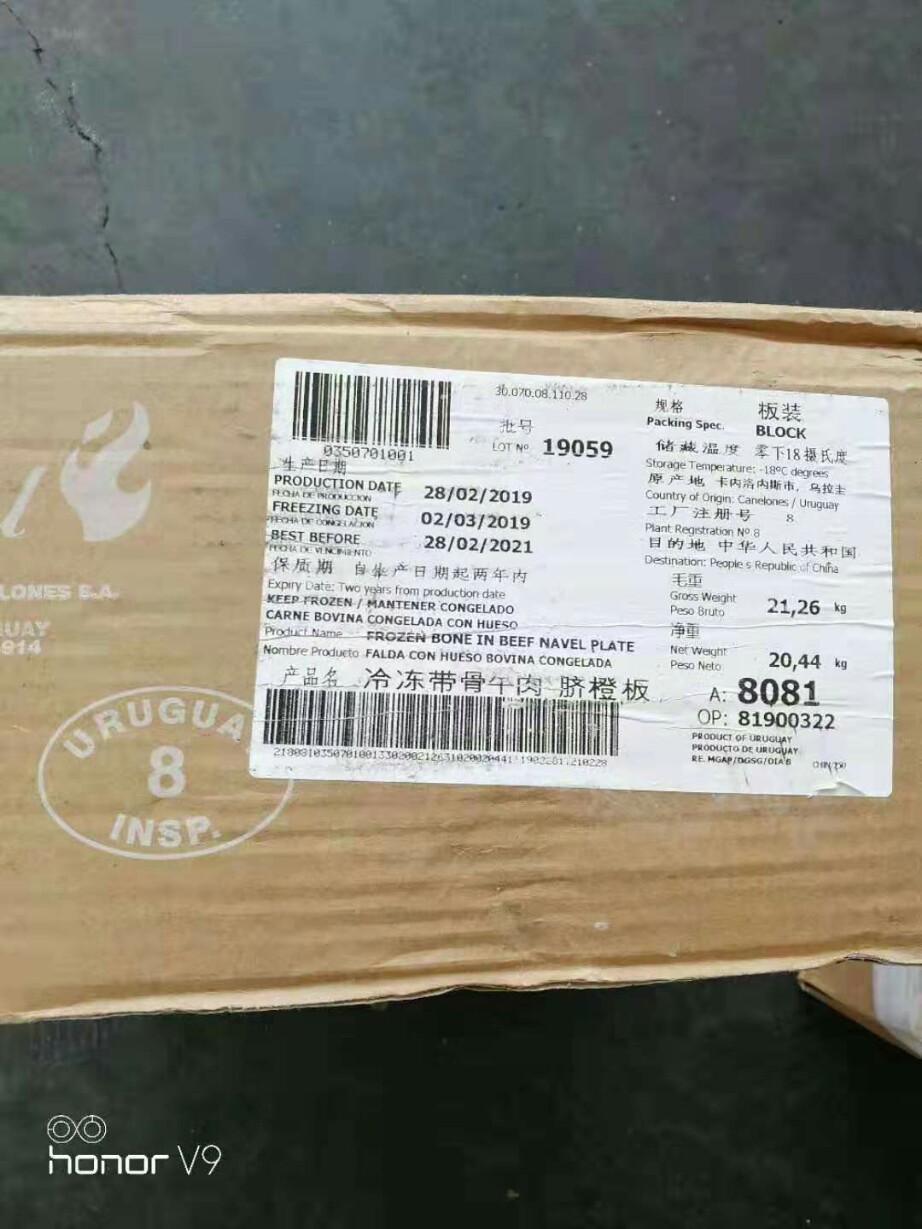 30.070.08.110.28
0350701001
批号
LOT Nº 19059
生产日期
PRODUCTION DATE 28/02/2019
FECHA DE PRODUCCION
FREEZING DATE 02/03/2019
FECHA DE CONGELACION
BEST BEFORE 28/02/2021
FECHA DE VENCIMIENTO
保质期 自生产日期起两年内
Expiry Date: Two years from production date
KEEP FROZEN / MANTENER CONGELADO
CARNE BOVINA CONGELADA CON HUESO
Product Name FROZEN BONE IN BEEF NAVEL PLATE
Nombre Producto FALDA CON HUESO BOVINA CONGELADA
产品名 冷冻带骨牛肉 脐橙板
规格 板装
Packing Spec. BLOCK
储藏温度 零下18摄氏度
Storage Temperature: -18ºC degrees
原产地 卡内洛内斯市，乌拉圭
Country of Origin: Canelones / Uruguay
工厂注册号 8
Plant Registration Nº 8
目的地 中华人民共和国
Destination: People s Republic of China
毛重
Gross Weight
Peso Bruto 21,26 kg
净重
Net Weight
Peso Neto 20,44 kg
A: 8081
OP: 81900322
PRODUCT OF URUGUAY
PRODUCTO DE URUGUAY
RE. MGAP/DGSG/DIA 8
LONES S.A.
UAY
914
URUGUA
8
INSP.
honor V9